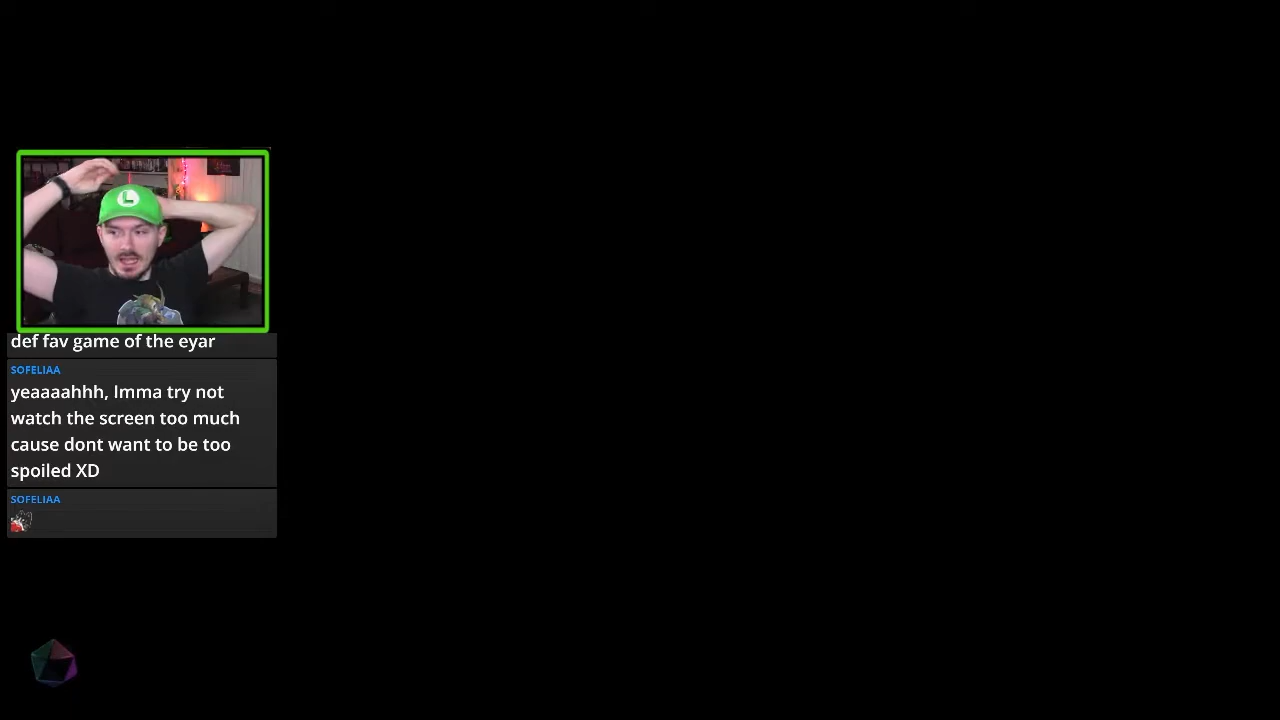 L
def fav game of the eyar
SOFELIAA
yeaaaahhh, Imma try not
watch the screen too much
cause dont want to be too
spoiled XD
SOFELIAA